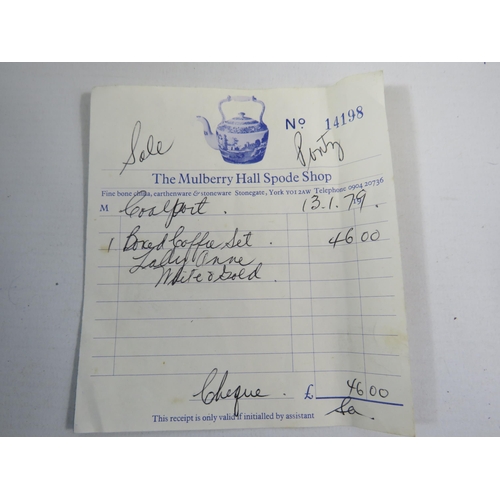 Nº 14198
Sale
The Mulberry Hall Spode Shop
Fine bone china, earthenware & stoneware Stonegate, York YO1 2AW Telephone 0904 20736
M Coalport. 13.1.79.
1 Boxed Coffee Set. 46.00
Lady Anne
White & Gold.
Cheque. £ 46.00
This receipt is only valid if initialled by assistant